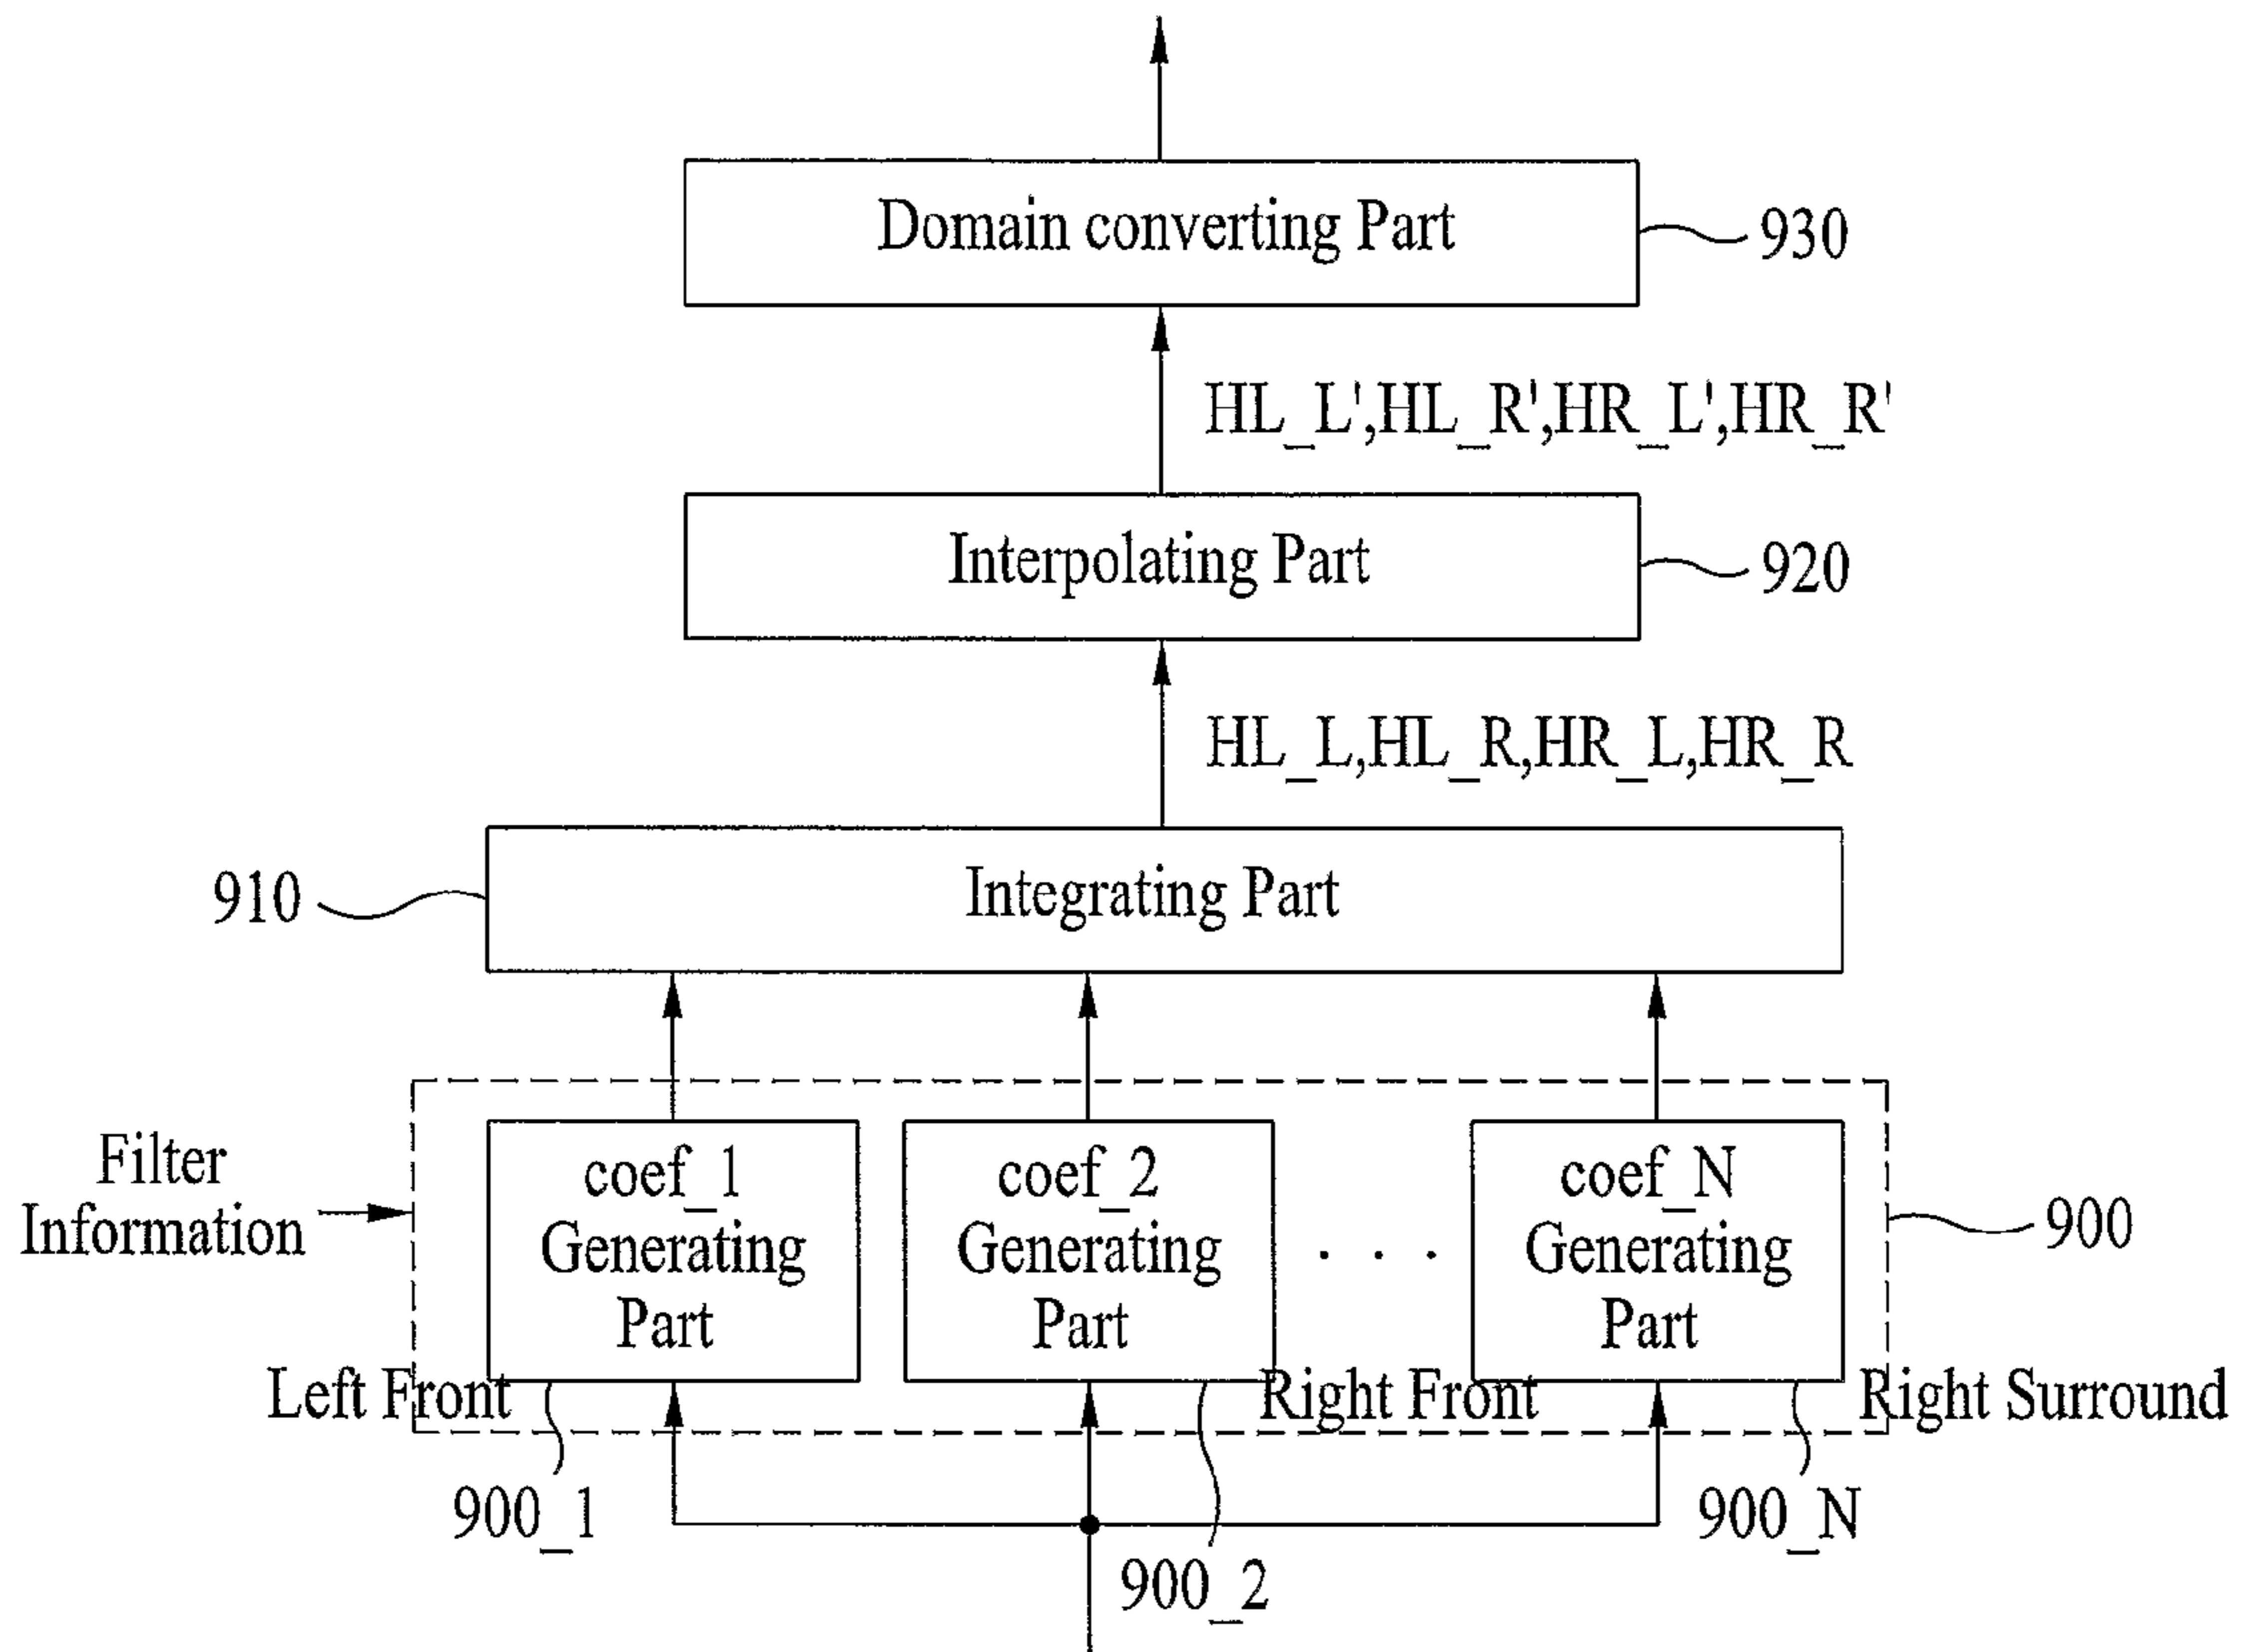 Domain converting Part
930
HL_L',HL_R',HR_L',HR_R'
Interpolating Part
920
HL_L,HL_R,HR_L,HR_R
Integrating Part
910
Filter
Information
coef_1
Generating
Part
coef_2
Generating
Part
. . .
coef_N
Generating
Part
900
Left Front
Right Front
Right Surround
900_1
900_2
900_N